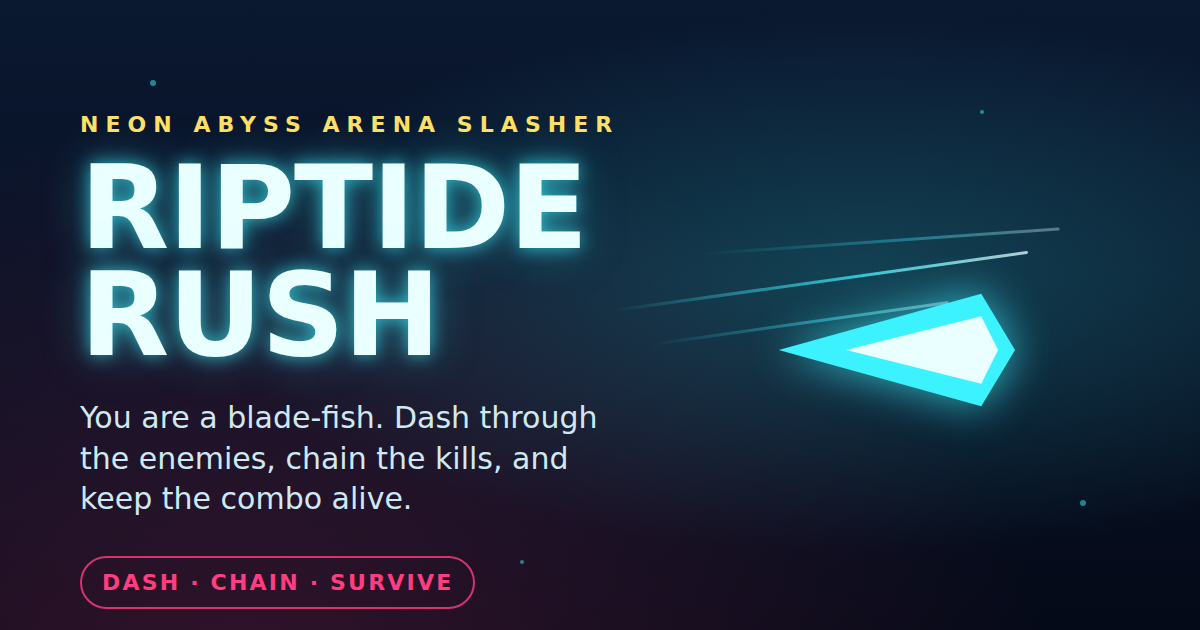 NEON ABYSS ARENA SLASHER
RIPTIDE
RUSH
You are a blade-fish. Dash through
the enemies, chain the kills, and
keep the combo alive.
DASH · CHAIN · SURVIVE